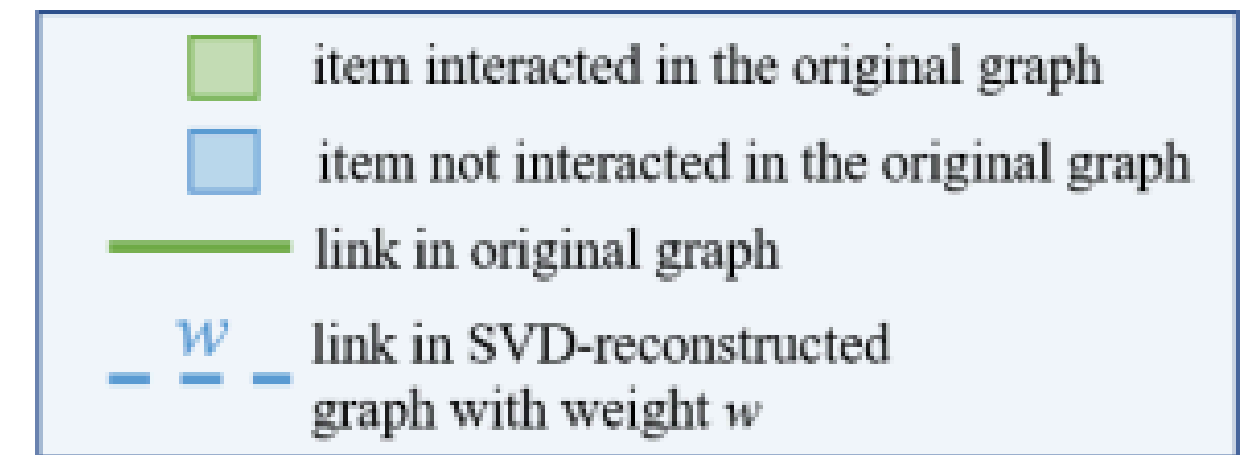 item interacted in the original graph
item not interacted in the original graph
link in original graph
w
link in SVD-reconstructed
graph with weight w